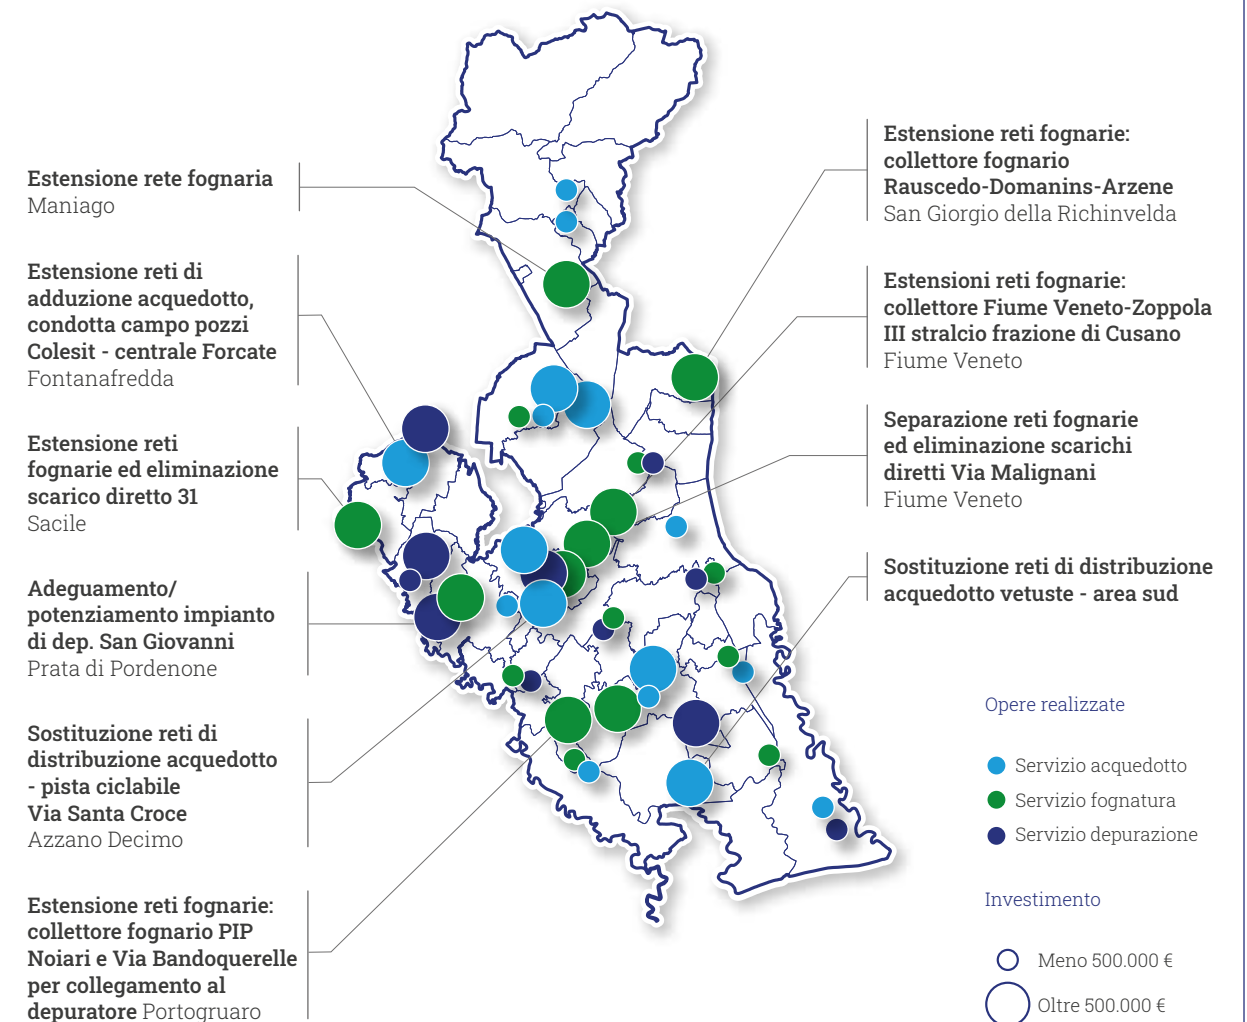 Estensione rete fognaria
Maniago
Estensione reti di
adduzione acquedotto,
condotta campo pozzi
Colesit - centrale Forcate
Fontanafredda
Estensione reti
fognarie ed eliminazione
scarico diretto 31
Sacile
Adeguamento/
potenziamento impianto
di dep. San Giovanni
Prata di Pordenone
Sostituzione reti di
distribuzione acquedotto
- pista ciclabile
Via Santa Croce
Azzano Decimo
Estensione reti fognarie:
collettore fognario PIP
Noiari e Via Bandoquerelle
per collegamento al
depuratore Portogruaro
Estensione reti fognarie:
collettore fognario
Rauscedo-Domanins-Arzene
San Giorgio della Richinvelda
Estensioni reti fognarie:
collettore Fiume Veneto-Zoppola
III stralcio frazione di Cusano
Fiume Veneto
Separazione reti fognarie
ed eliminazione scarichi
diretti Via Malignani
Fiume Veneto
Sostituzione reti di distribuzione
acquedotto vetuste - area sud
Opere realizzate
Servizio acquedotto
Servizio fognatura
Servizio depurazione
Investimento
Meno 500.000 €
Oltre 500.000 €